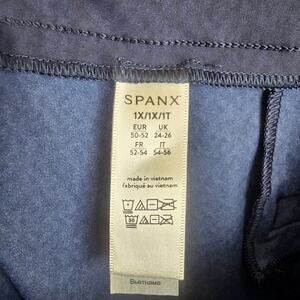 SPANX
1X/1X/1T
EUR UK
50-52 24-26
FR IT
52-54 54-56
made in vietnam
fabriqué au vietnam
30